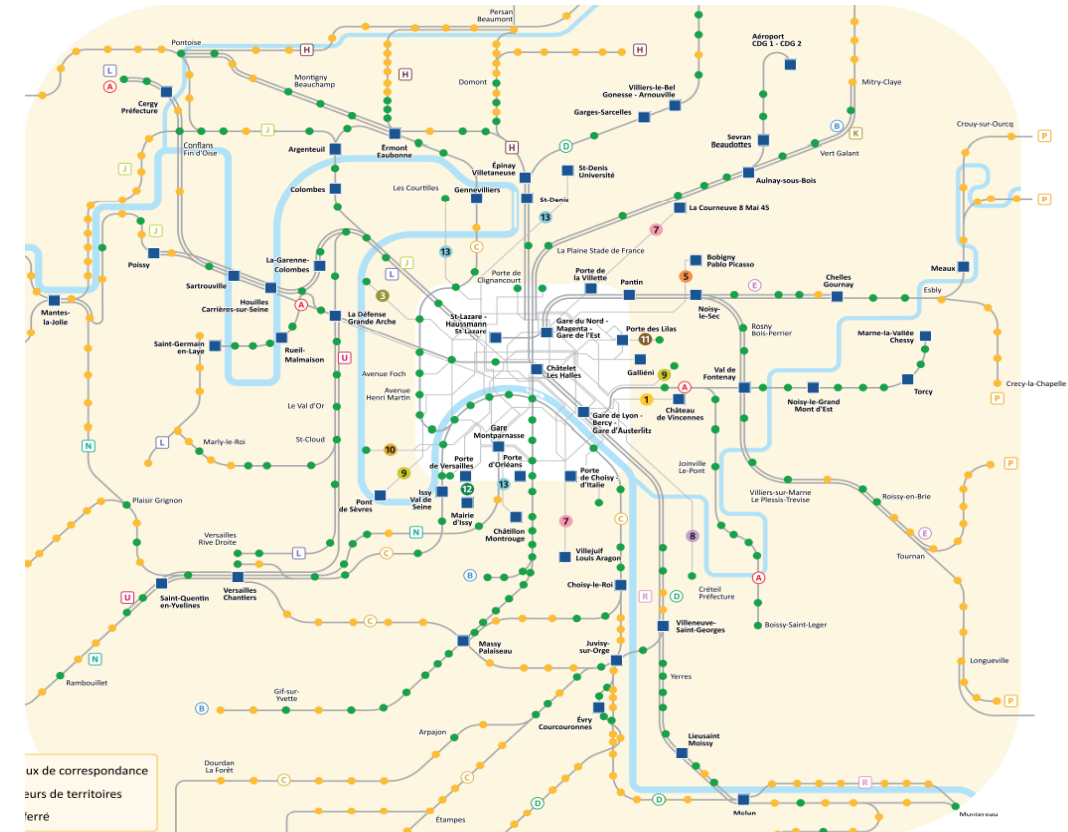 Persan
Beaumont
Aéroport
CDG 1 - CDG 2
Pontoise
H
H
H
L
A
Montigny
Beauchamp
Domont
Mitry-Claye
Cergy
Préfecture
Villiers-le-Bel
Gonesse - Arnouville
Garges-Sarcelles
Crouy-sur-Ourcq
P
J
Conflans
Fin d'Oise
Argenteuil
Ermont
Eaubonne
H
D
B
K
Sevran
Beaudottes
Vert Galant
J
Épinay
Villetaneuse
St-Denis
Université
Aulnay-sous-Bois
Colombes
Les Courtilles
Gennevilliers
St-Denis
P
13
La Courneuve 8 Mai 45
7
J
Poissy
La-Garenne-
Colombes
C
13
La Plaine Stade de France
Bobigny
Pablo Picasso
J
L
Porte de
Clignancourt
Porte de
la Villette
Pantin
5
E
Chelles
Gournay
Meaux
Sartrouville
Houilles
Carrières-sur-Seine
3
Noisy-
le-Sec
Esbly
Mantes-
la-Jolie
A
La Défense
Grande Arche
St-Lazare -
Haussmann
St Lazare
Gare du Nord -
Magenta -
Gare de l'Est
Porte des Lilas
11
Rosny
Bois-Perrier
Marne-la-Vallée
Chessy
Saint-Germain
en-Laye
Rueil-
Malmaison
U
Galliéni
9
Avenue Foch
Châtelet
Les Halles
Val de
Fontenay
Torcy
Crecy-la-Chapelle
Avenue
Henri Martin
A
1
Château
de Vincennes
Noisy-le-Grand
Mont d'Est
P
Le Val d'Or
Gare de Lyon -
Bercy -
Gare d'Austerlitz
L
Marly-le-Roi
St-Cloud
Gare
Montparnasse
N
10
9
Porte
de Versailles
Porte
d'Orléans
Porte
de Choisy -
d'Italie
Joinville
Le-Pont
P
12
13
Villiers-sur-Marne
Le Plessis-Trevise
Roissy-en-Brie
Plaisir Grignon
Pont
de Sèvres
Issy
Val de
Seine
Mairie
d'Issy
Châtillon
Montrouge
7
C
E
Versailles
Rive Droite
N
8
Tournan
L
C
Villejuif
Louis Aragon
B
A
Choisy-le-Roi
Créteil
Préfecture
U
Saint-Quentin
en-Yvelines
Versailles
Chantiers
R
D
C
Villeneuve-
Saint-Georges
Boissy-Saint-Leger
Massy
Palaiseau
Juvisy-
sur-Orge
N
Longueville
Rambouillet
Yerres
Gif-sur-
Yvette
B
P
Évry
Courcouronnes
Arpajon
Lieusaint
Moissy
Dourdan
La Forêt
C
C
R
ux de correspondance
eurs de territoires
ferré
D
D
Melun
Étampes